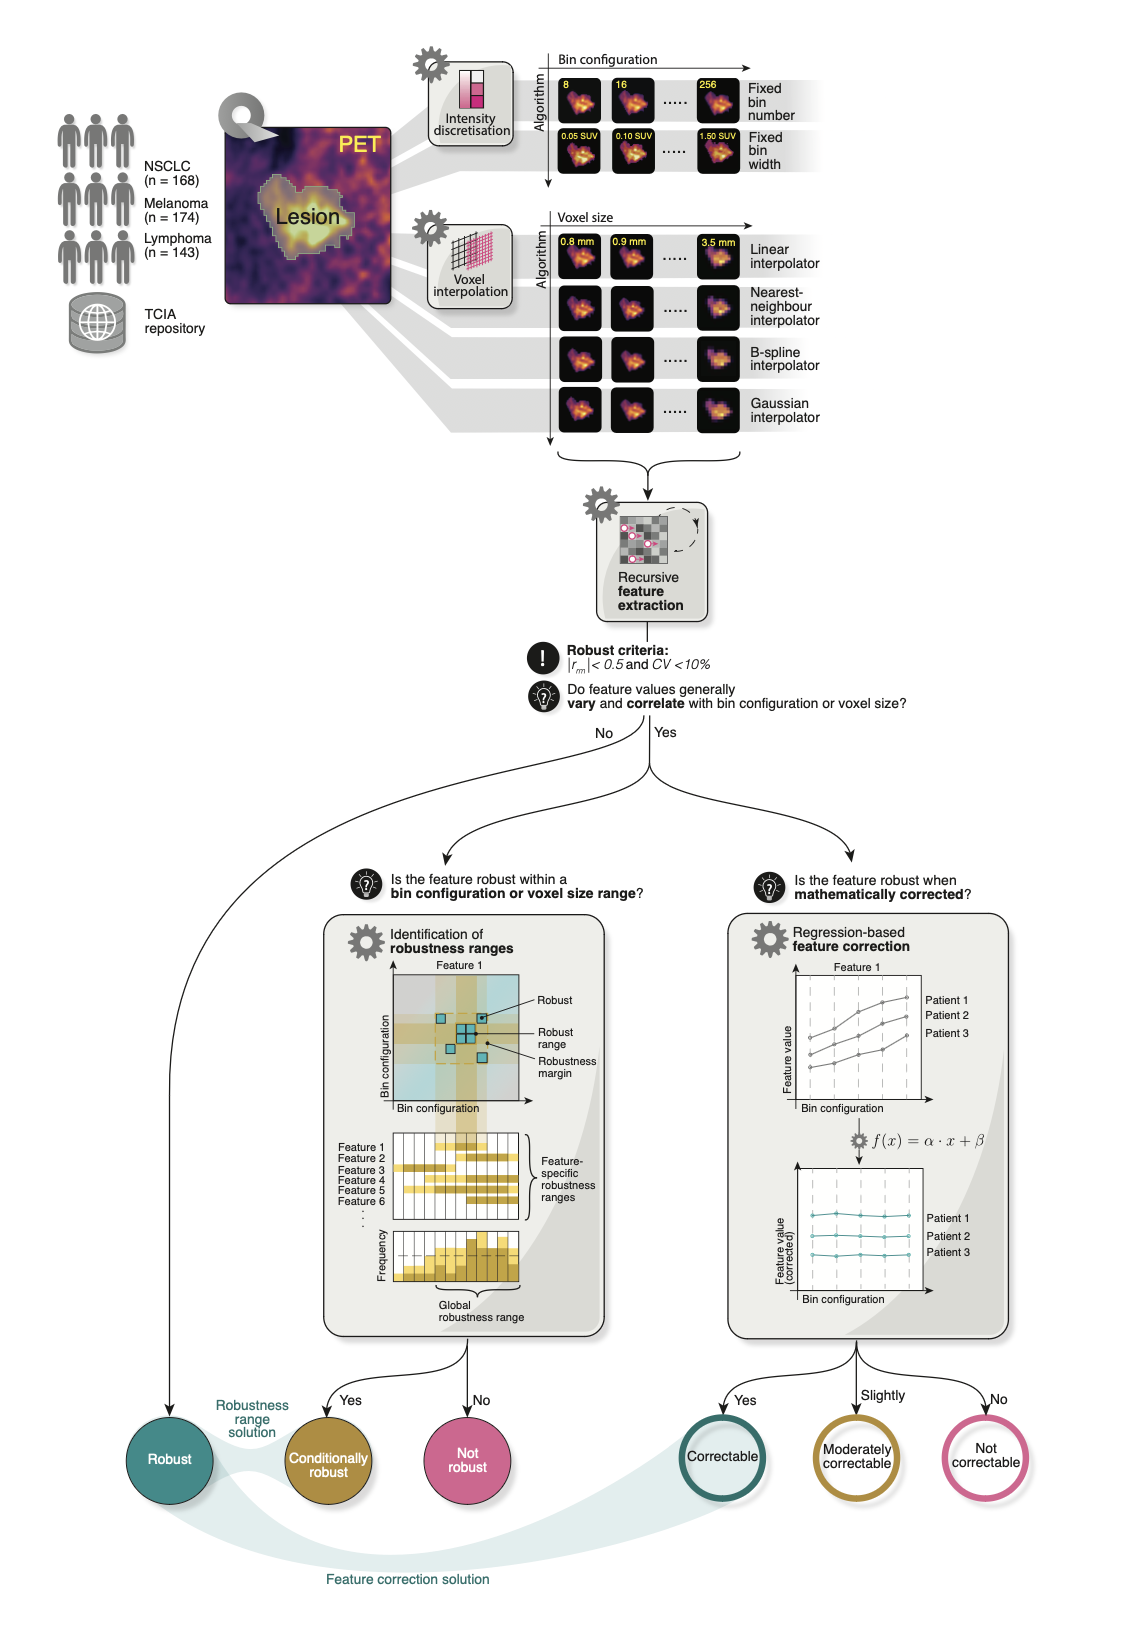 NSCLC
(n = 168)
Melanoma
(n = 174)
Lymphoma
(n = 143)
TCIA
repository
PET
Lesion
Intensity
discretisation
Bin configuration
Algorithm
8
16
256
Fixed
bin
number
0.05 SUV
0.10 SUV
1.50 SUV
Fixed
bin
width
Voxel
interpolation
Voxel size
Algorithm
0.8 mm
0.9 mm
3.5 mm
Linear
interpolator
Nearest-
neighbour
interpolator
B-spline
interpolator
Gaussian
interpolator
Recursive
feature
extraction
!
Robust criteria:
|r_rm|< 0.5 and CV <10%
?
Do feature values generally
vary and correlate with bin configuration or voxel size?
No
Yes
?
Is the feature robust within a
bin configuration or voxel size range?
Identification of
robustness ranges
Feature 1
Bin configuration
Robust
Robust
range
Robustness
margin
Bin configuration
Feature 1
Feature 2
Feature 3
Feature 4
Feature 5
Feature 6
Feature-
specific
robustness
ranges
Frequency
Global
robustness range
?
Is the feature robust when
mathematically corrected?
Regression-based
feature correction
Feature 1
Feature value
Patient 1
Patient 2
Patient 3
Bin configuration
f(x) = α · x + β
Feature value
(corrected)
Patient 1
Patient 2
Patient 3
Bin configuration
Yes
No
Yes
Slightly
No
Robustness
range
solution
Robust
Conditionally
robust
Not
robust
Correctable
Moderately
correctable
Not
correctable
Feature correction solution